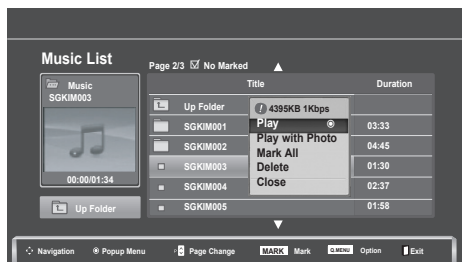 Music List
Page 2/3 ☑ No Marked
Music
SGKIM003
00:00/01:34
Up Folder
Title Duration
Up Folder
SGKIM001 03:33
SGKIM002 04:45
SGKIM003 01:30
SGKIM004 02:37
SGKIM005 01:58
4395KB 1Kbps
Play
Play with Photo
Mark All
Delete
Close
Navigation Popup Menu P Page Change MARK Mark Q.MENU Option Exit